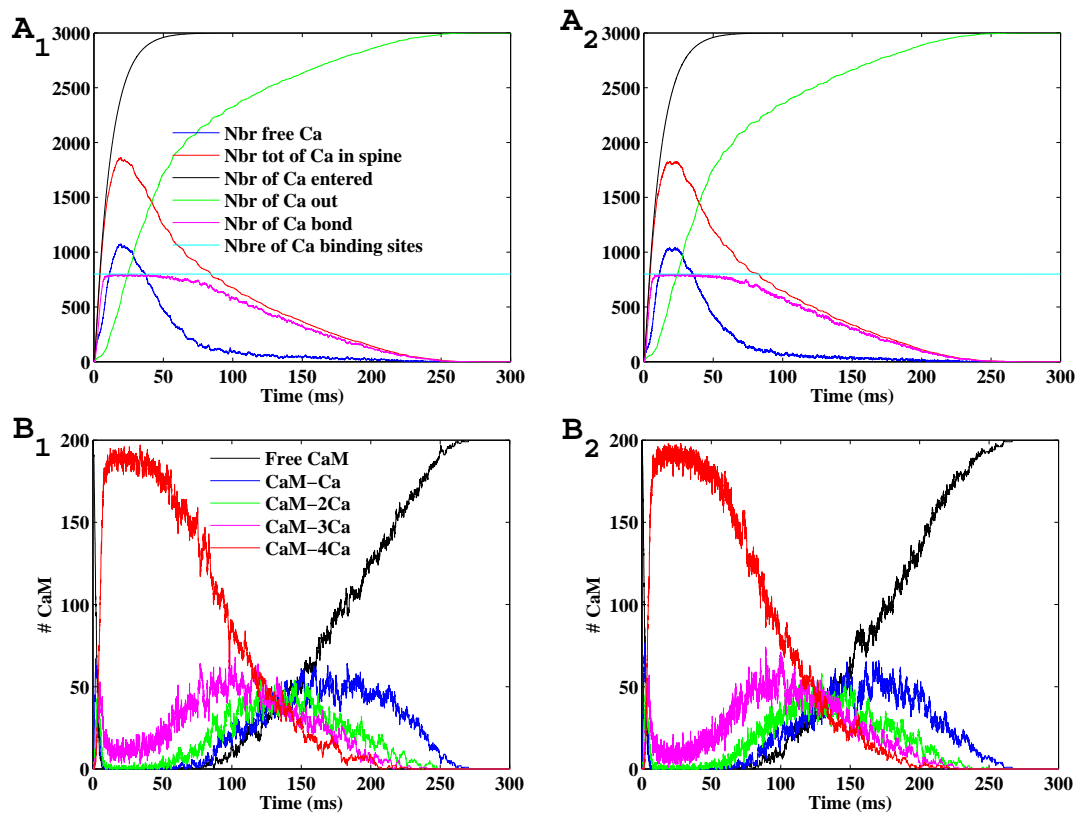 A1
3000
2500
2000
1500
1000
500
0
Nbr free Ca
Nbr tot of Ca in spine
Nbr of Ca entered
Nbr of Ca out
Nbr of Ca bond
Nbre of Ca binding sites
0 50 100 150 200 250 300
Time (ms)
A2
3000
2500
2000
1500
1000
500
0
0 50 100 150 200 250 300
Time (ms)
B1
200
150
100
50
0
# CaM
Free CaM
CaM−Ca
CaM−2Ca
CaM−3Ca
CaM−4Ca
0 50 100 150 200 250 300
Time (ms)
B2
200
150
100
50
0
# CaM
0 50 100 150 200 250 300
Time (ms)